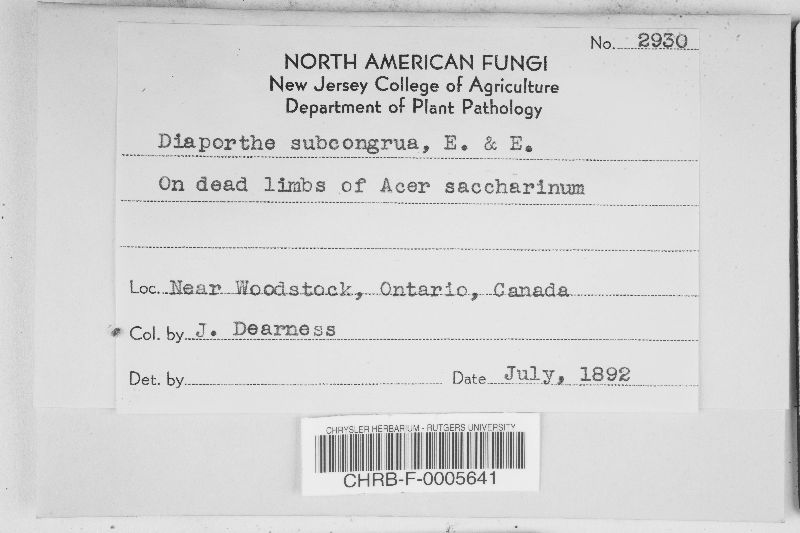 No. 2930
NORTH AMERICAN FUNGI
New Jersey College of Agriculture
Department of Plant Pathology
Diaporthe subcongrua, E. & E.
On dead limbs of Acer saccharinum
Loc. Near Woodstock, Ontario, Canada
Col. by J. Dearness
Det. by Date July, 1892
CHRYSLER HERBARIUM - RUTGERS UNIVERSITY
CHRB-F-0005641